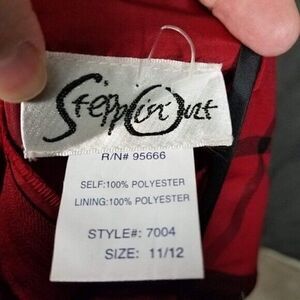 Steppin' Out
R/N# 95666
SELF:100% POLYESTER
LINING:100% POLYESTER
STYLE#: 7004
SIZE: 11/12